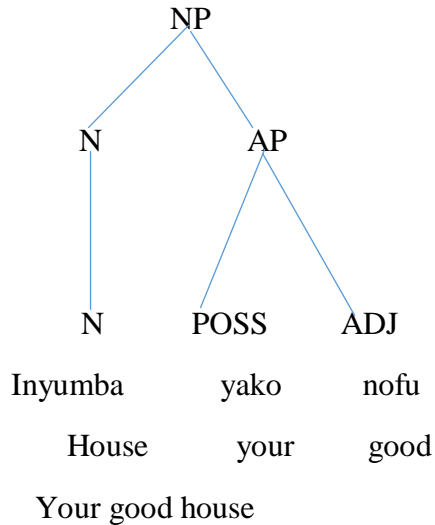 NP
N AP
N POSS ADJ
Inyumba yako nofu
House your good
Your good house